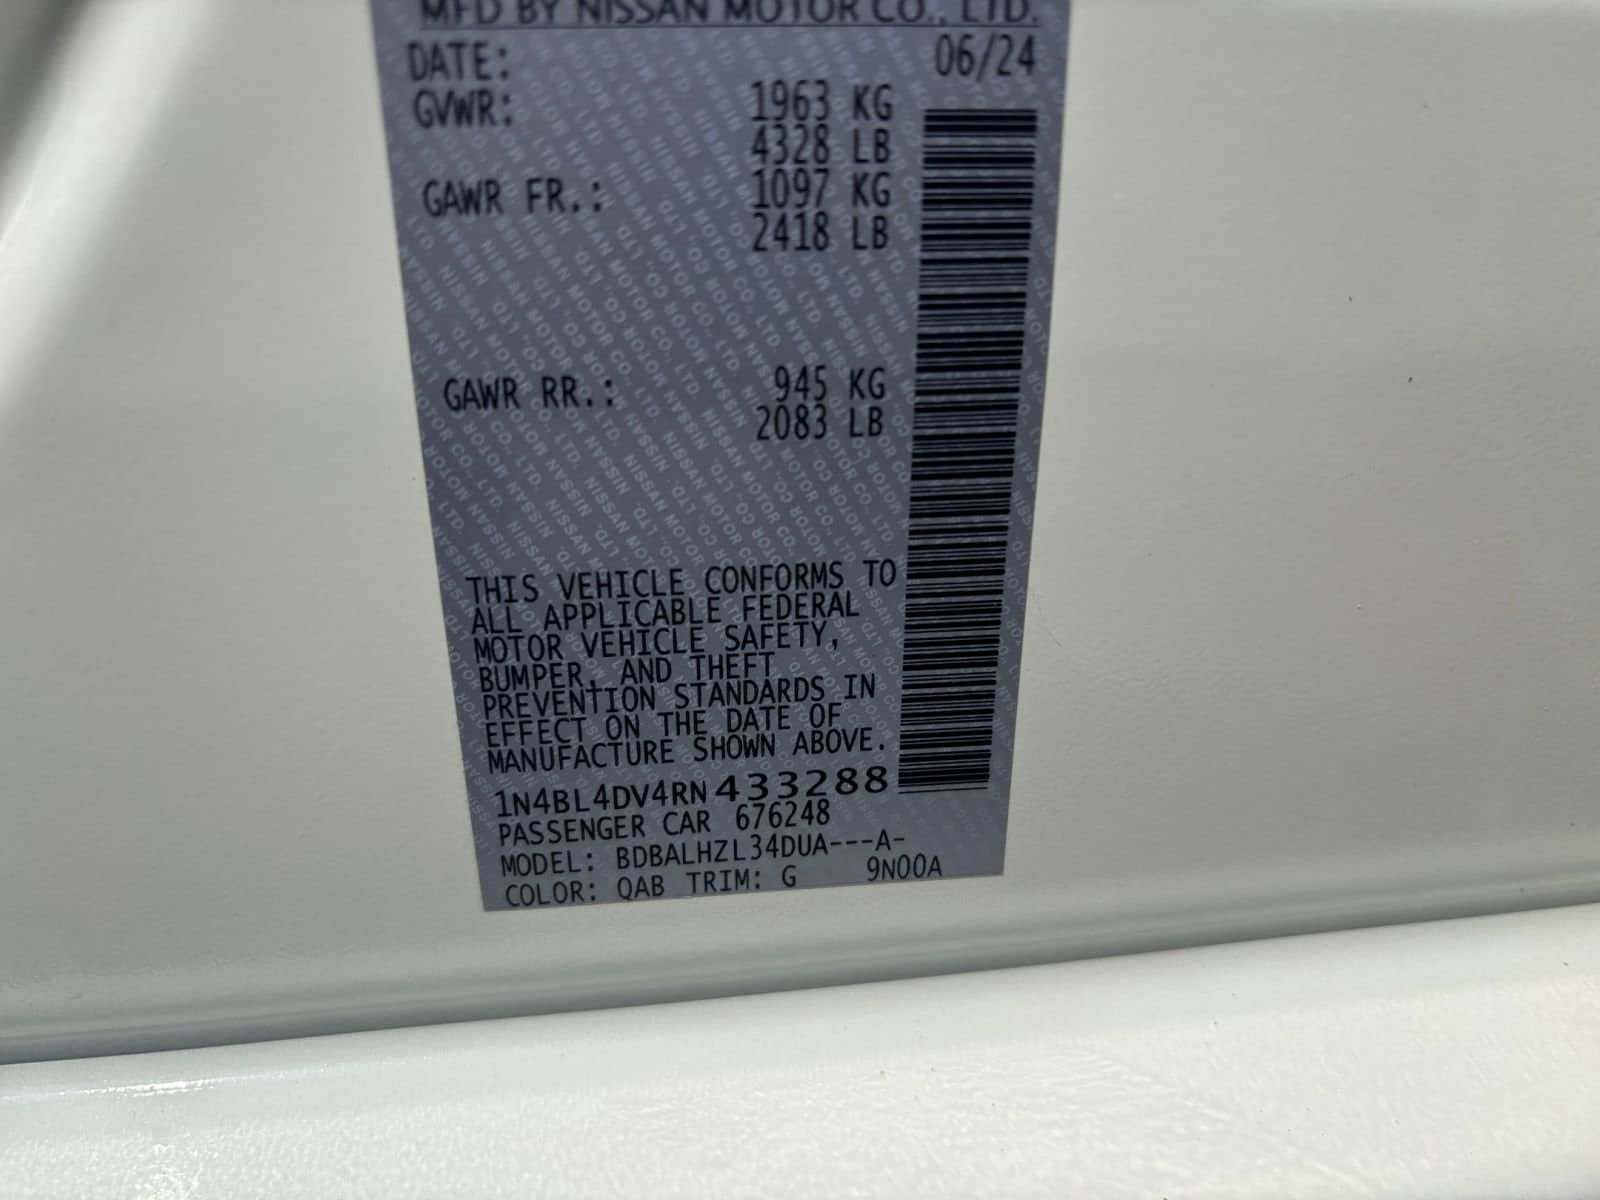 MFD BY NISSAN MOTOR CO., LTD.
DATE: 06/24
GVWR: 1963 KG
4328 LB
GAWR FR.: 1097 KG
2418 LB
GAWR RR.: 945 KG
2083 LB
THIS VEHICLE CONFORMS TO
ALL APPLICABLE FEDERAL
MOTOR VEHICLE SAFETY,
BUMPER, AND THEFT
PREVENTION STANDARDS IN
EFFECT ON THE DATE OF
MANUFACTURE SHOWN ABOVE.
1N4BL4DV4RN433288
PASSENGER CAR 676248
MODEL: BDBALHZL34DUA---A-
COLOR: QAB TRIM: G 9N00A